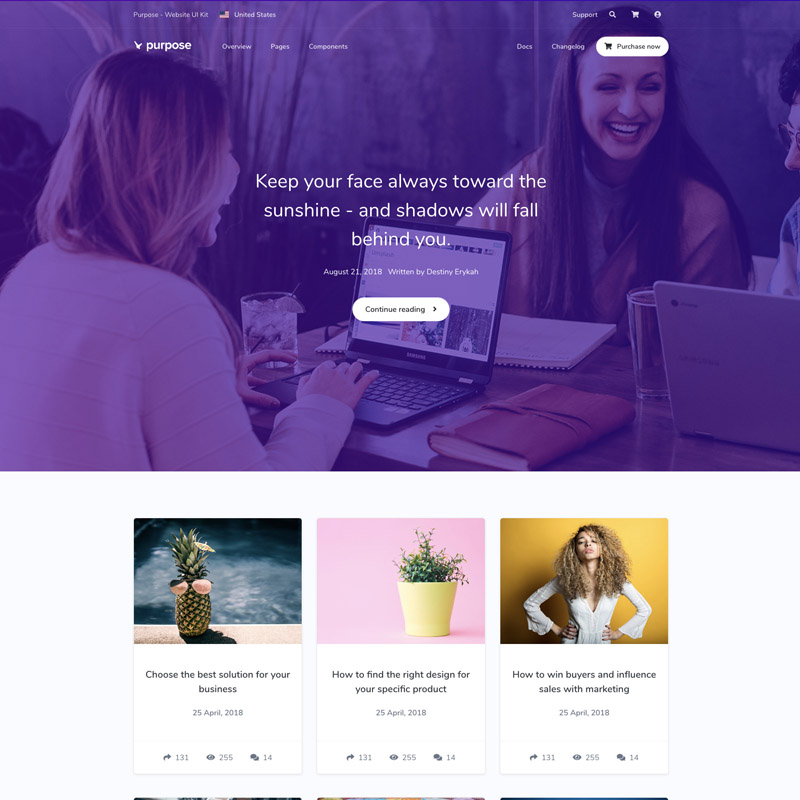 Purpose - Website UI Kit United States Support
purpose Overview Pages Components Docs Changelog Purchase now
Keep your face always toward the
sunshine - and shadows will fall
behind you.
August 21, 2018 Written by Destiny Erykah
Continue reading
SAMSUNG
Choose the best solution for your
business
25 April, 2018
131 255 14
How to find the right design for
your specific product
25 April, 2018
131 255 14
How to win buyers and influence
sales with marketing
25 April, 2018
131 255 14